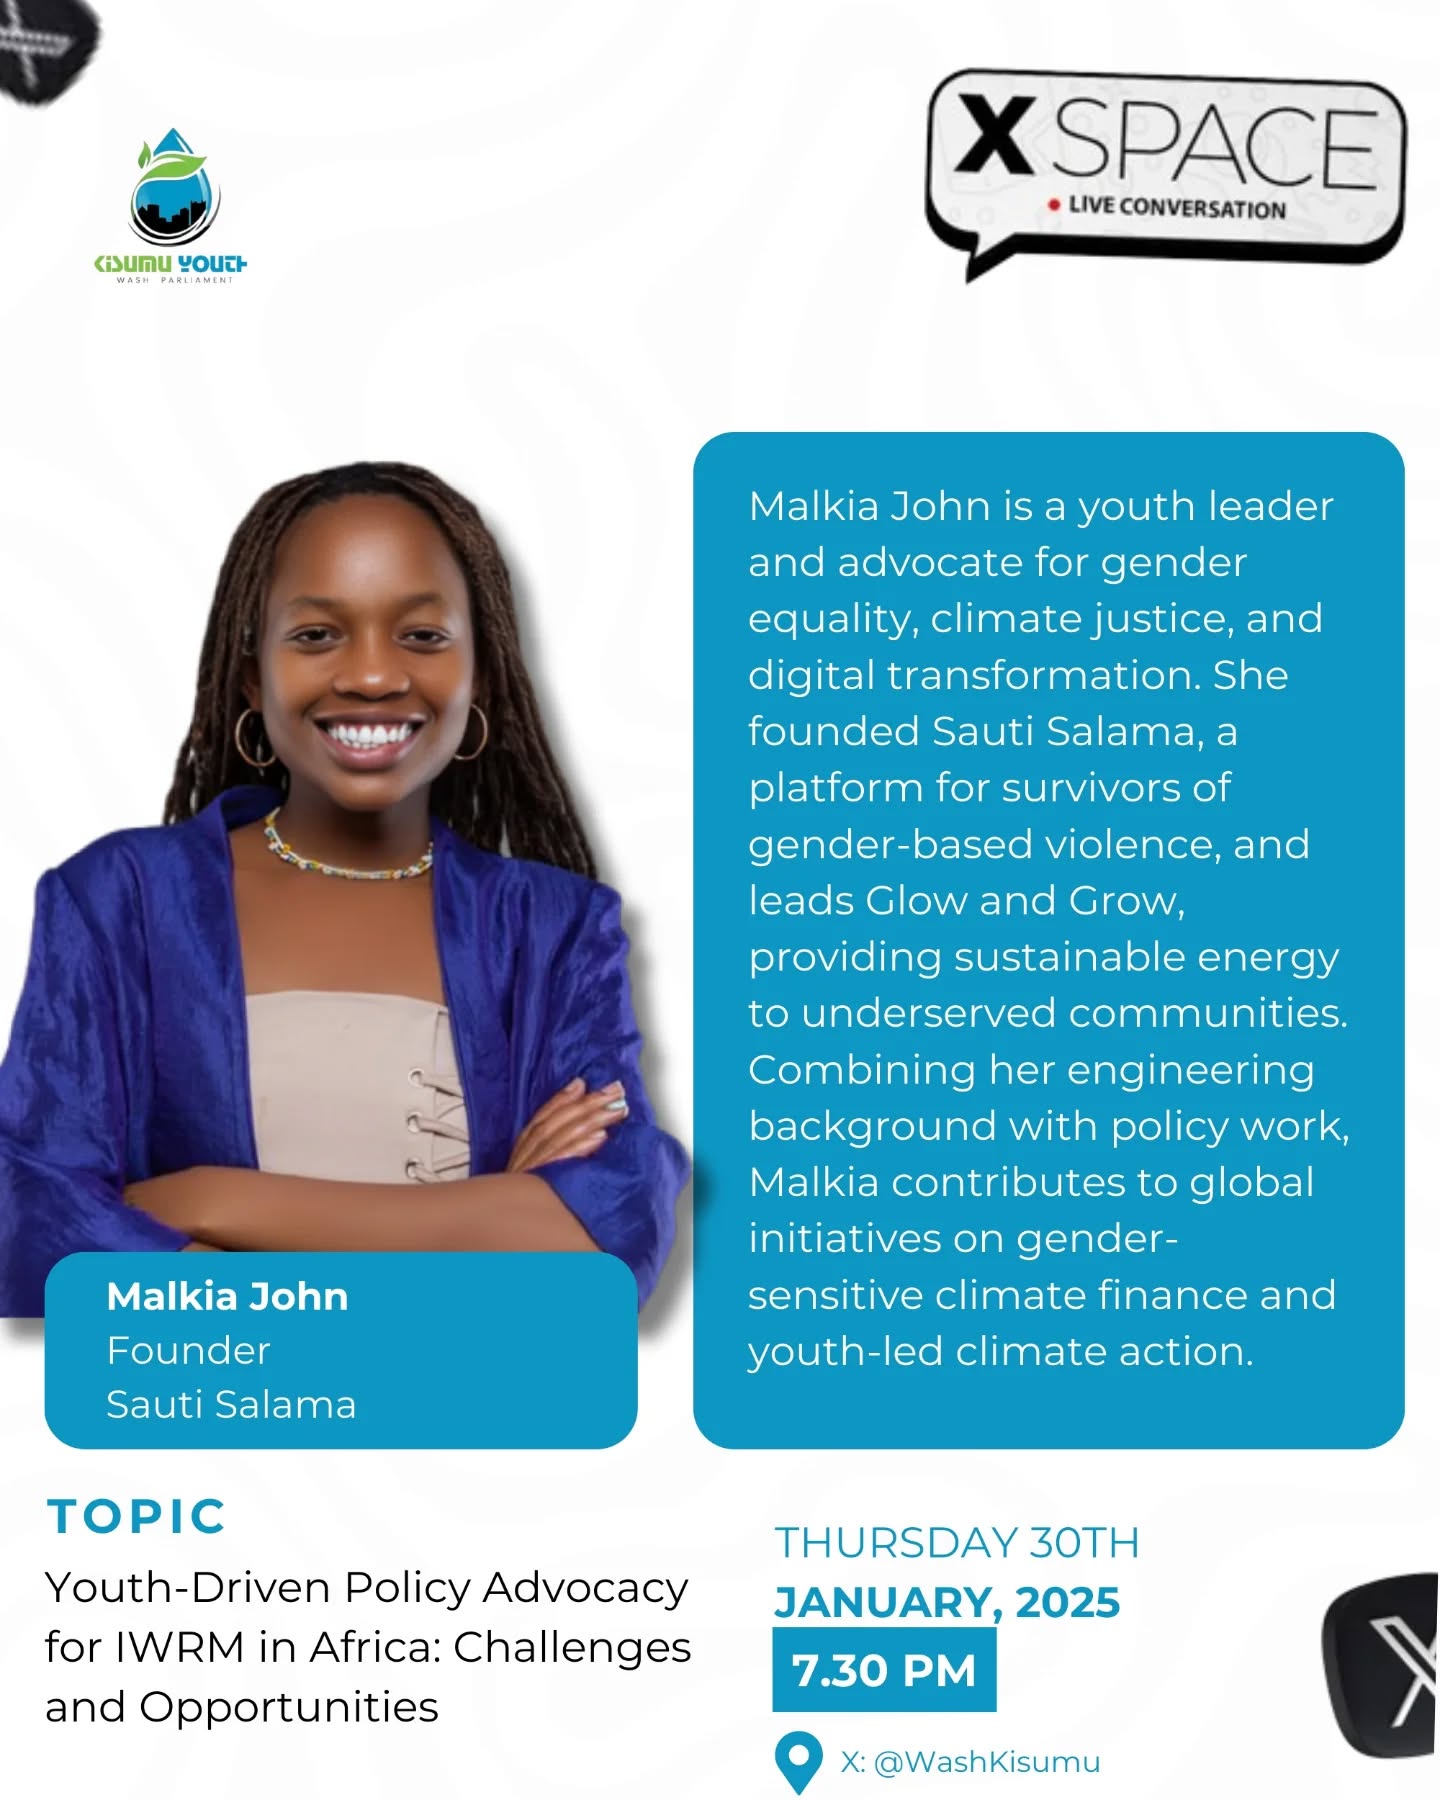 KISUMU YOUTH
WASH PARLIAMENT
X SPACE
LIVE CONVERSATION
Malkia John is a youth leader
and advocate for gender
equality, climate justice, and
digital transformation. She
founded Sauti Salama, a
platform for survivors of
gender-based violence, and
leads Glow and Grow,
providing sustainable energy
to underserved communities.
Combining her engineering
background with policy work,
Malkia contributes to global
initiatives on gender-
sensitive climate finance and
youth-led climate action.
Malkia John
Founder
Sauti Salama
TOPIC
Youth-Driven Policy Advocacy
for IWRM in Africa: Challenges
and Opportunities
THURSDAY 30TH
JANUARY, 2025
7.30 PM
X: @WashKisumu